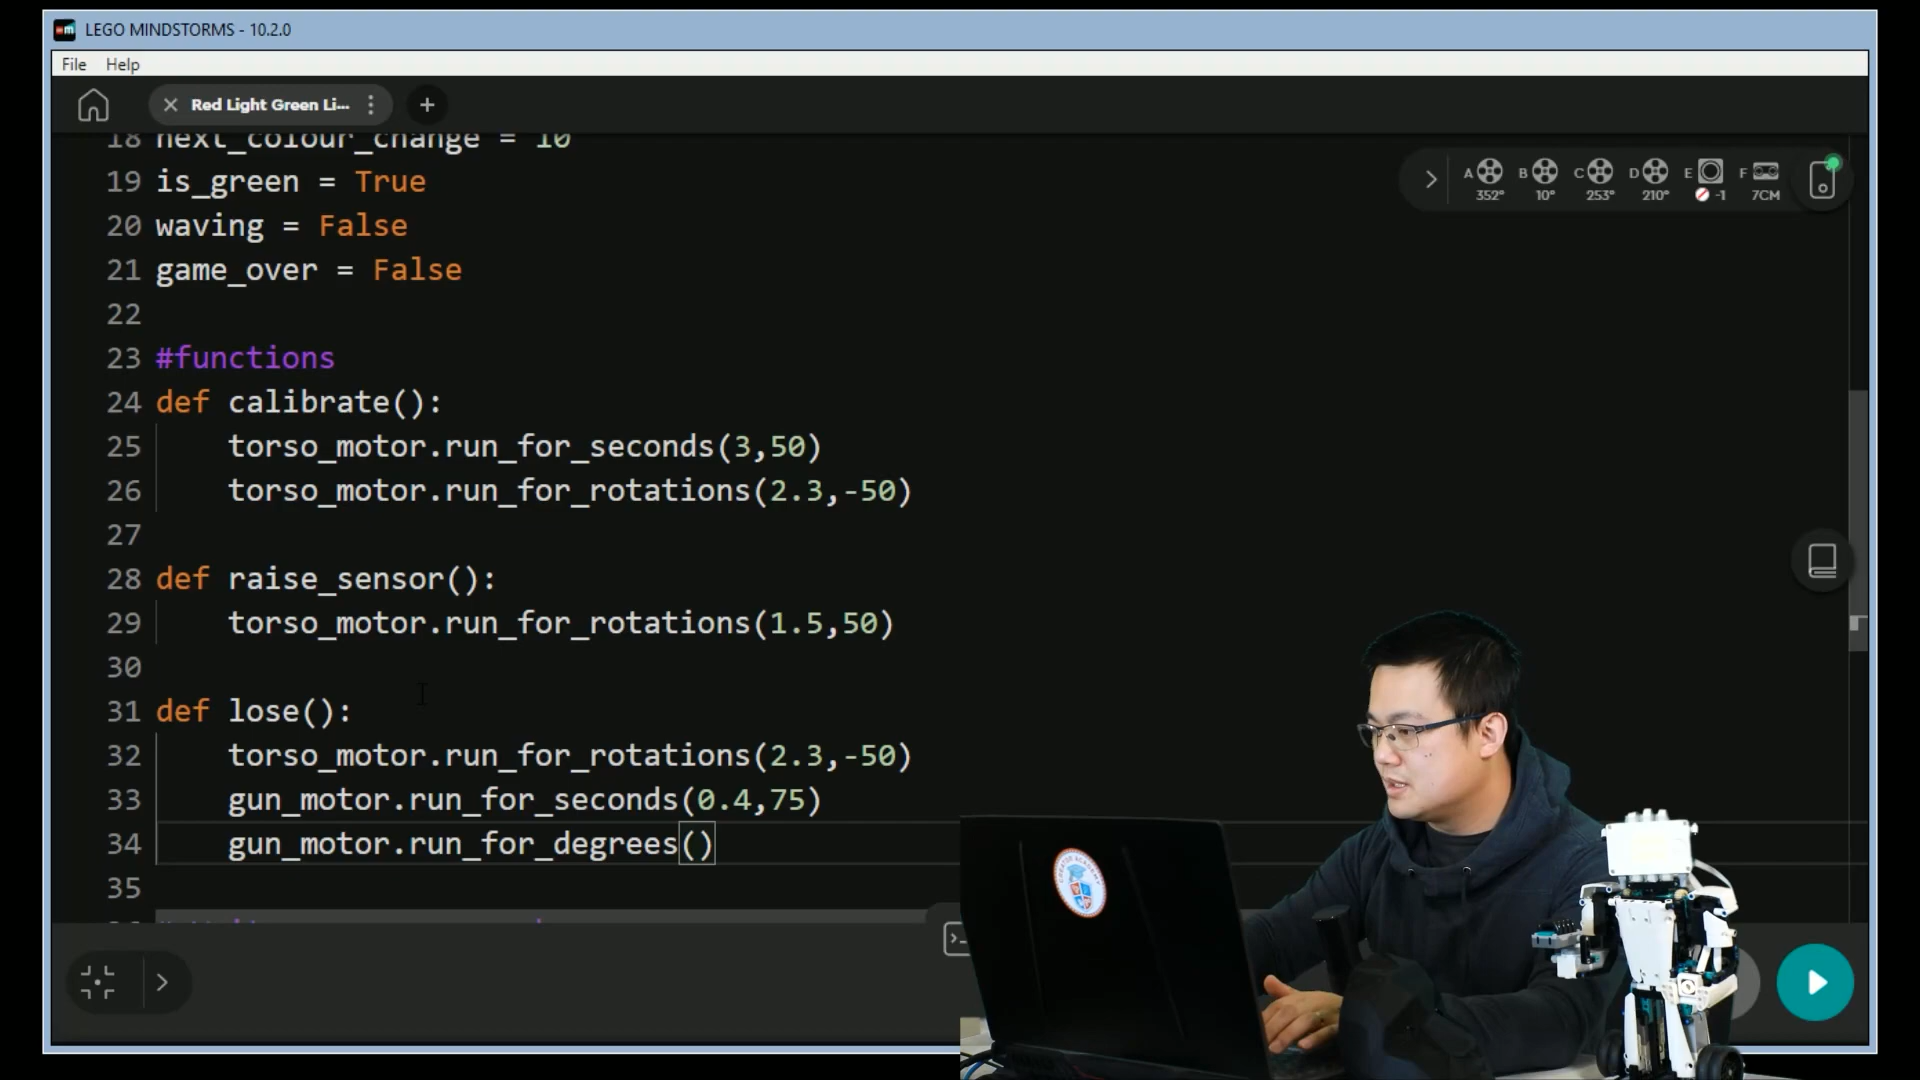 LEGO MINDSTORMS - 10.2.0
File Help
Red Light Green Li...
A B C D E F
352° 10° 253° 210° -1 7CM
18 next_colour_change = 10
19 is_green = True
20 waving = False
21 game_over = False
22
23 #functions
24 def calibrate():
25 torso_motor.run_for_seconds(3,50)
26 torso_motor.run_for_rotations(2.3,-50)
27
28 def raise_sensor():
29 torso_motor.run_for_rotations(1.5,50)
30
31 def lose():
32 torso_motor.run_for_rotations(2.3,-50)
33 gun_motor.run_for_seconds(0.4,75)
34 gun_motor.run_for_degrees()
35